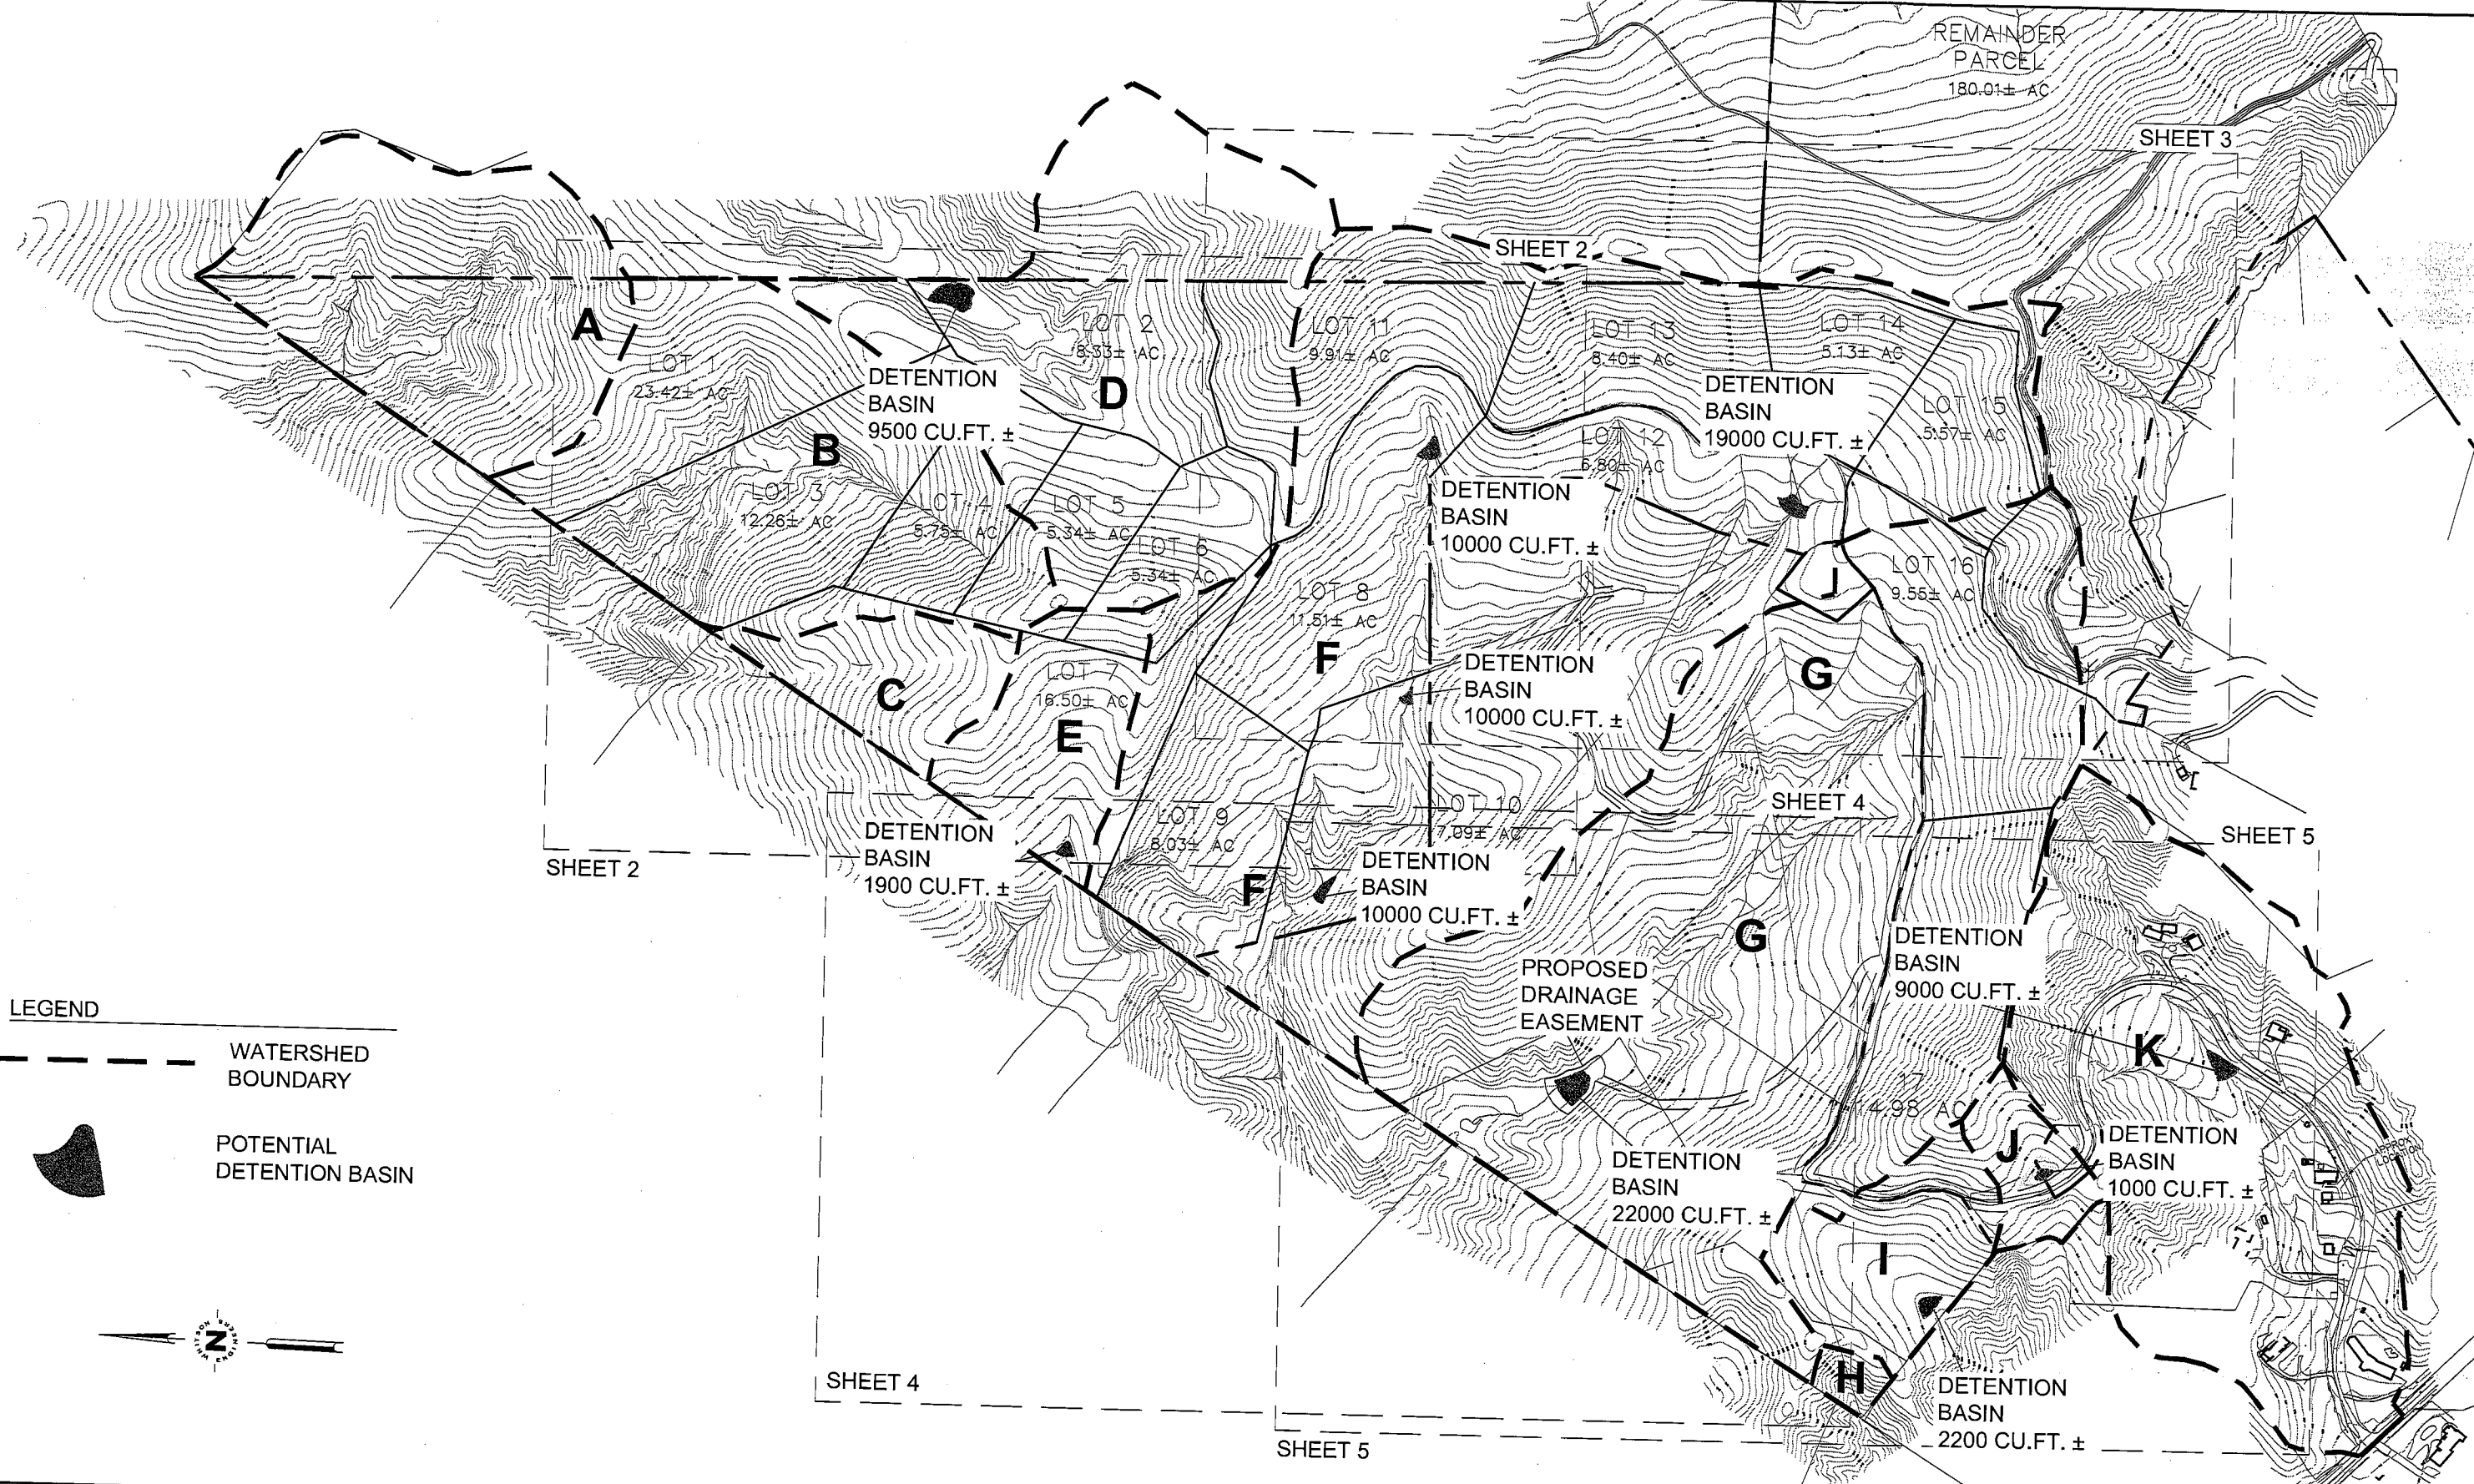 REMAINDER
PARCEL
180.01± AC
SHEET 3
SHEET 2
A
LOT 1
23.42± AC
LOT 2
8.33± AC
D
LOT 11
9.91± AC
LOT 13
8.40± AC
LOT 14
5.13± AC
DETENTION
BASIN
9500 CU.FT. ±
DETENTION
BASIN
19000 CU.FT. ±
LOT 15
5.57± AC
B
LOT 12
6.80± AC
LOT 3
12.26± AC
LOT 4
5.75± AC
LOT 5
5.34± AC
LOT 6
5.34± AC
DETENTION
BASIN
10000 CU.FT. ±
LOT 16
9.55± AC
I
LOT 8
11.51± AC
F
C
LOT 7
16.50± AC
E
DETENTION
BASIN
10000 CU.FT. ±
G
SHEET 4
LOT 9
8.03± AC
LOT 10
7.09± AC
SHEET 5
SHEET 2
DETENTION
BASIN
1900 CU.FT. ±
F
DETENTION
BASIN
10000 CU.FT. ±
G
DETENTION
BASIN
9000 CU.FT. ±
PROPOSED
DRAINAGE
EASEMENT
K
17
14.98 AC
J
DETENTION
BASIN
1000 CU.FT. ±
APPROX
LOCATION
DETENTION
BASIN
22000 CU.FT. ±
I
H
DETENTION
BASIN
2200 CU.FT. ±
LEGEND
WATERSHED
BOUNDARY
POTENTIAL
DETENTION BASIN
N
SHEET 4
SHEET 5